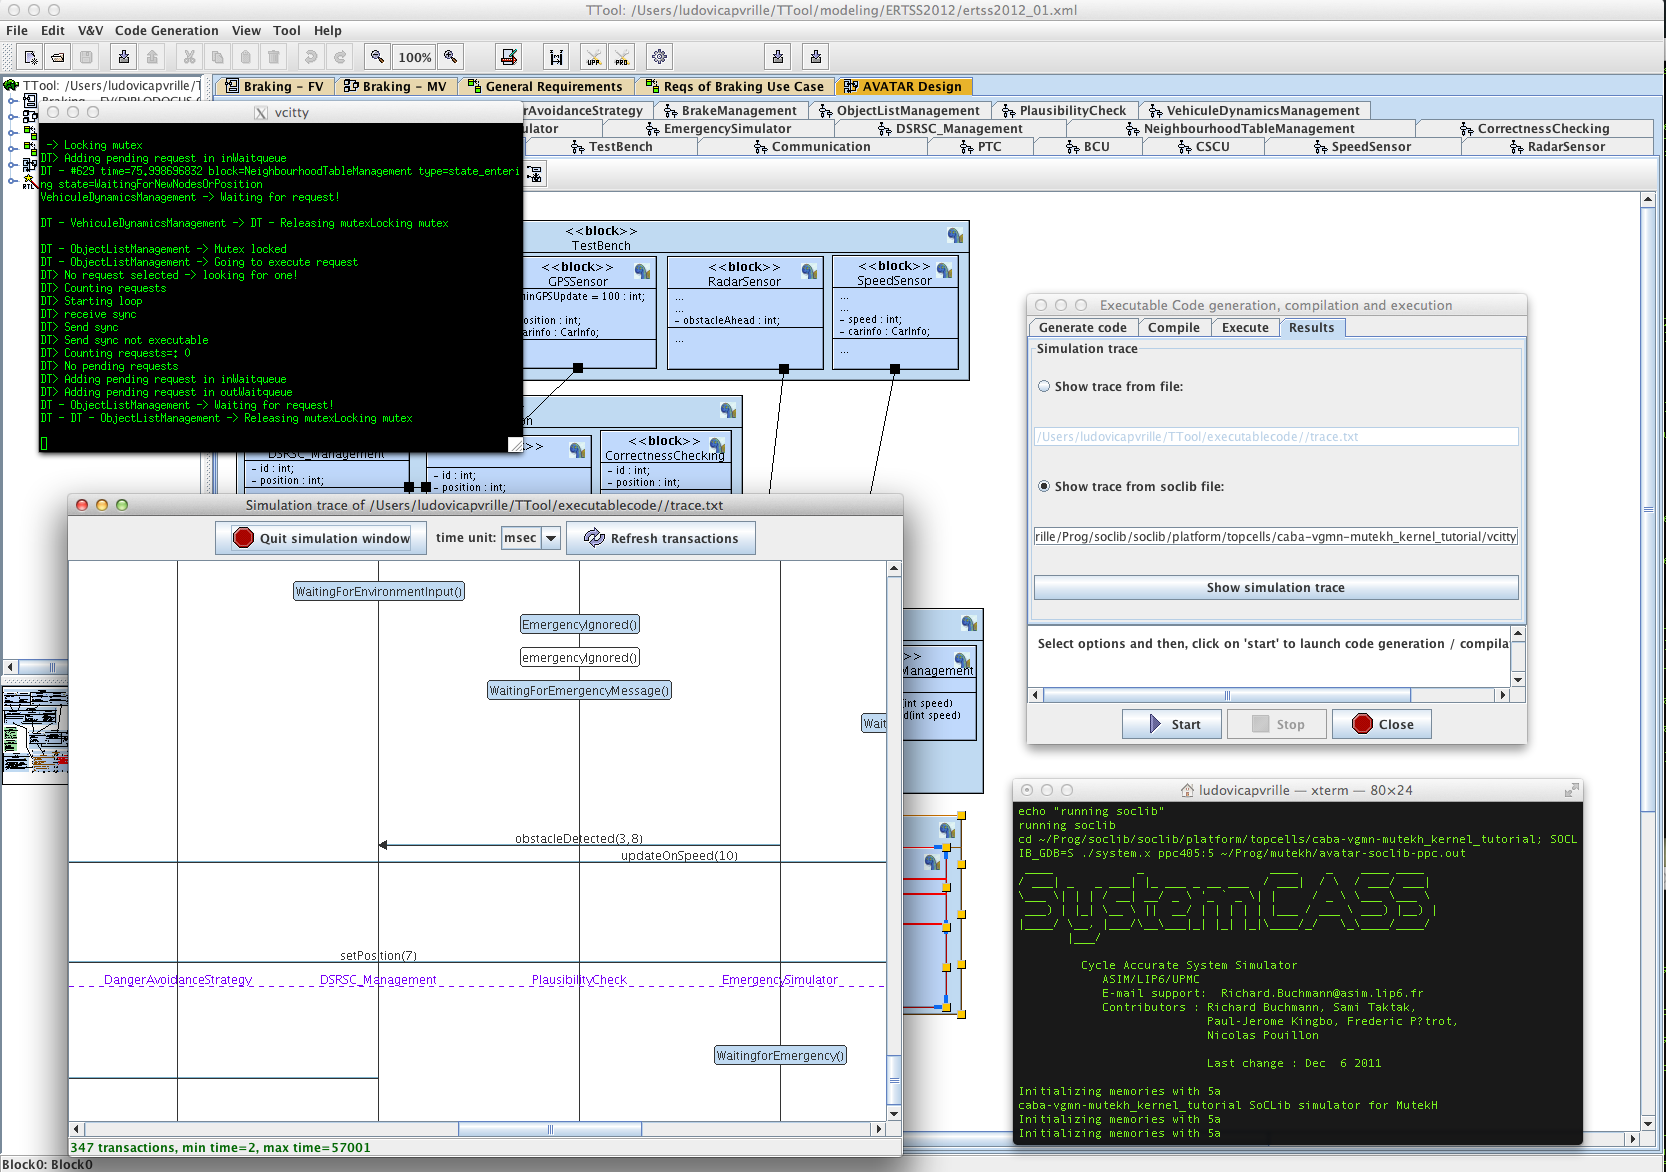 TTool: /Users/ludovicapvrille/TTool/modeling/ERTSS2012/ertss2012_01.xml
File Edit V&V Code Generation View Tool Help
100%
TTool: /Users/ludovicapvrille/T
Braking - FV Braking - MV General Requirements Reqs of Braking Use Case AVATAR Design
AvoidanceStrategy BrakeManagement ObjectListManagement PlausibilityCheck VehiculeDynamicsManagement
ulator EmergencySimulator DSRSC_Management NeighbourhoodTableManagement CorrectnessChecking
TestBench Communication PTC BCU CSCU SpeedSensor RadarSensor
vcitty
-> Locking mutex
DT> Adding pending request in inWaitqueue
DT - #629 time=75.998696832 block=NeighbourhoodTableManagement type=state_enteri
ng state=WaitingForNewNodesOrPosition
VehiculeDynamicsManagement -> Waiting for request!
DT - VehiculeDynamicsManagement -> DT - Releasing mutexLocking mutex
DT - ObjectListManagement -> Mutex locked
DT - ObjectListManagement -> Going to execute request
DT> No request selected -> looking for one!
DT> Counting requests
DT> Starting loop
DT> receive sync
DT> Send sync
DT> Send sync not executable
DT> Counting requests=: 0
DT> No pending requests
DT> Adding pending request in inWaitqueue
DT> Adding pending request in outWaitqueue
DT - ObjectListManagement -> Waiting for request!
DT - DT - ObjectListManagement -> Releasing mutexLocking mutex
<<block>>
TestBench
<<block>>
GPSSensor
inGPSUpdate = 100 : int;
osition : int;
arinfo : CarInfo;
<<block>>
RadarSensor
...
...
- obstacleAhead : int;
...
<<block>>
SpeedSensor
...
...
- speed : int;
- carinfo : CarInfo;
...
DSRSC_Management
- id : int;
- position : int;
>>
- id : int;
- position : int;
<<block>>
CorrectnessChecking
- id : int;
- position : int;
>>
Management
(int speed)
d(int speed)
Executable Code generation, compilation and execution
Generate code Compile Execute Results
Simulation trace
Show trace from file:
/Users/ludovicapvrille/TTool/executablecode//trace.txt
Show trace from soclib file:
rille/Prog/soclib/soclib/platform/topcells/caba-vgmn-mutekh_kernel_tutorial/vcitty
Show simulation trace
Select options and then, click on 'start' to launch code generation / compila
Start Stop Close
Simulation trace of /Users/ludovicapvrille/TTool/executablecode//trace.txt
Quit simulation window time unit: msec Refresh transactions
WaitingForEnvironmentInput()
EmergencyIgnored()
emergencyIgnored()
WaitingForEmergencyMessage()
Wait
obstacleDetected(3,8)
updateOnSpeed(10)
setPosition(7)
DangerAvoidanceStrategy DSRSC_Management PlausibilityCheck EmergencySimulator
WaitingforEmergency()
347 transactions, min time=2, max time=57001
Block0: Block0
ludovicapvrille — xterm — 80×24
echo "running soclib"
running soclib
cd ~/Prog/soclib/soclib/platform/topcells/caba-vgmn-mutekh_kernel_tutorial; SOCL
IB_GDB=S ./system.x ppc405:5 ~/Prog/mutekh/avatar-soclib-ppc.out
SystemCASS
Cycle Accurate System Simulator
ASIM/LIP6/UPMC
E-mail support: Richard.Buchmann@asim.lip6.fr
Contributors : Richard Buchmann, Sami Taktak,
Paul-Jerome Kingbo, Frederic P?trot,
Nicolas Pouillon
Last change : Dec 6 2011
Initializing memories with 5a
caba-vgmn-mutekh_kernel_tutorial SoCLib simulator for MutekH
Initializing memories with 5a
Initializing memories with 5a